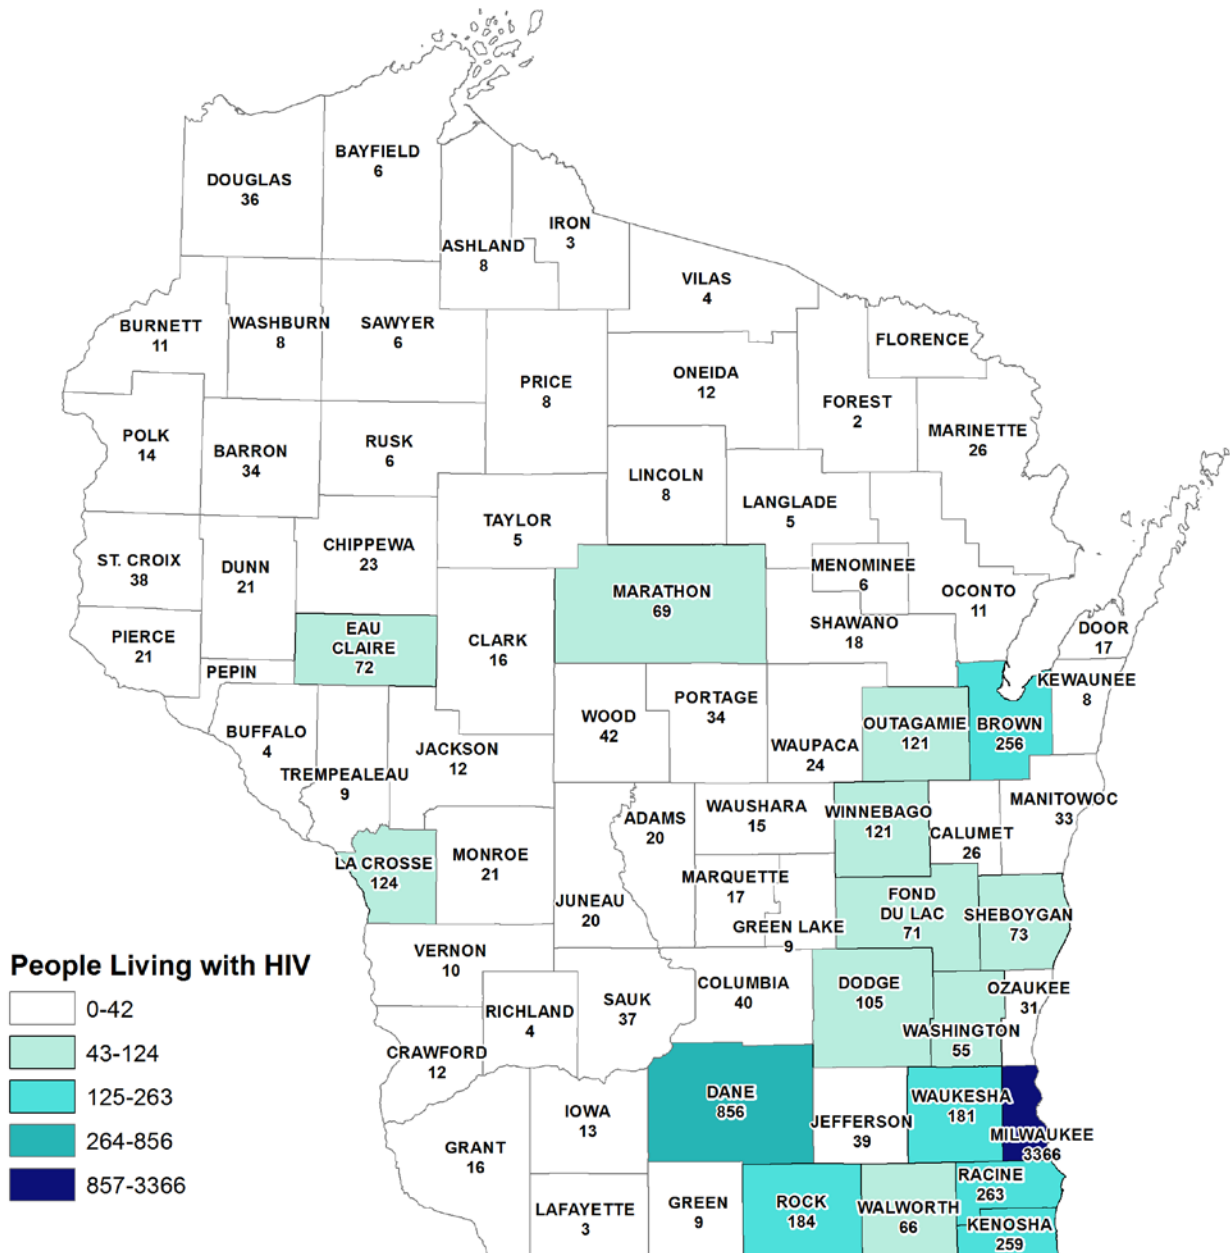 BAYFIELD
6
DOUGLAS
36
IRON
3
ASHLAND
8
VILAS
4
BURNETT
11
WASHBURN
8
SAWYER
6
FLORENCE
PRICE
8
ONEIDA
12
FOREST
2
MARINETTE
26
POLK
14
BARRON
34
RUSK
6
LINCOLN
8
LANGLADE
5
TAYLOR
5
CHIPPEWA
23
ST. CROIX
38
DUNN
21
MENOMINEE
6
MARATHON
69
OCONTO
11
SHAWANO
18
DOOR
17
PIERCE
21
EAU
CLAIRE
72
CLARK
16
PEPIN
KEWAUNEE
8
PORTAGE
34
WOOD
42
OUTAGAMIE
121
BROWN
256
BUFFALO
4
WAUPACA
24
JACKSON
12
TREMPEALEAU
9
MANITOWOC
33
WAUSHARA
15
ADAMS
20
WINNEBAGO
121
CALUMET
26
LA CROSSE
124
MONROE
21
MARQUETTE
17
JUNEAU
20
FOND
DU LAC
71
SHEBOYGAN
73
GREEN LAKE
9
VERNON
10
COLUMBIA
40
DODGE
105
OZAUKEE
31
SAUK
37
RICHLAND
4
WASHINGTON
55
CRAWFORD
12
DANE
856
WAUKESHA
181
IOWA
13
JEFFERSON
39
MILWAUKEE
3366
GRANT
16
RACINE
263
LAFAYETTE
3
GREEN
9
ROCK
184
WALWORTH
66
KENOSHA
259
People Living with HIV
0-42
43-124
125-263
264-856
857-3366